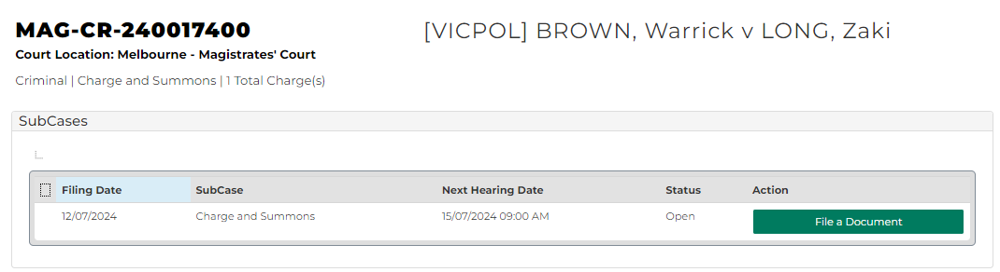 MAG-CR-240017400
[VICPOL] BROWN, Warrick v LONG, Zaki
Court Location: Melbourne - Magistrates' Court
Criminal | Charge and Summons | 1 Total Charge(s)
SubCases
Filing Date SubCase Next Hearing Date Status Action
12/07/2024 Charge and Summons 15/07/2024 09:00 AM Open File a Document